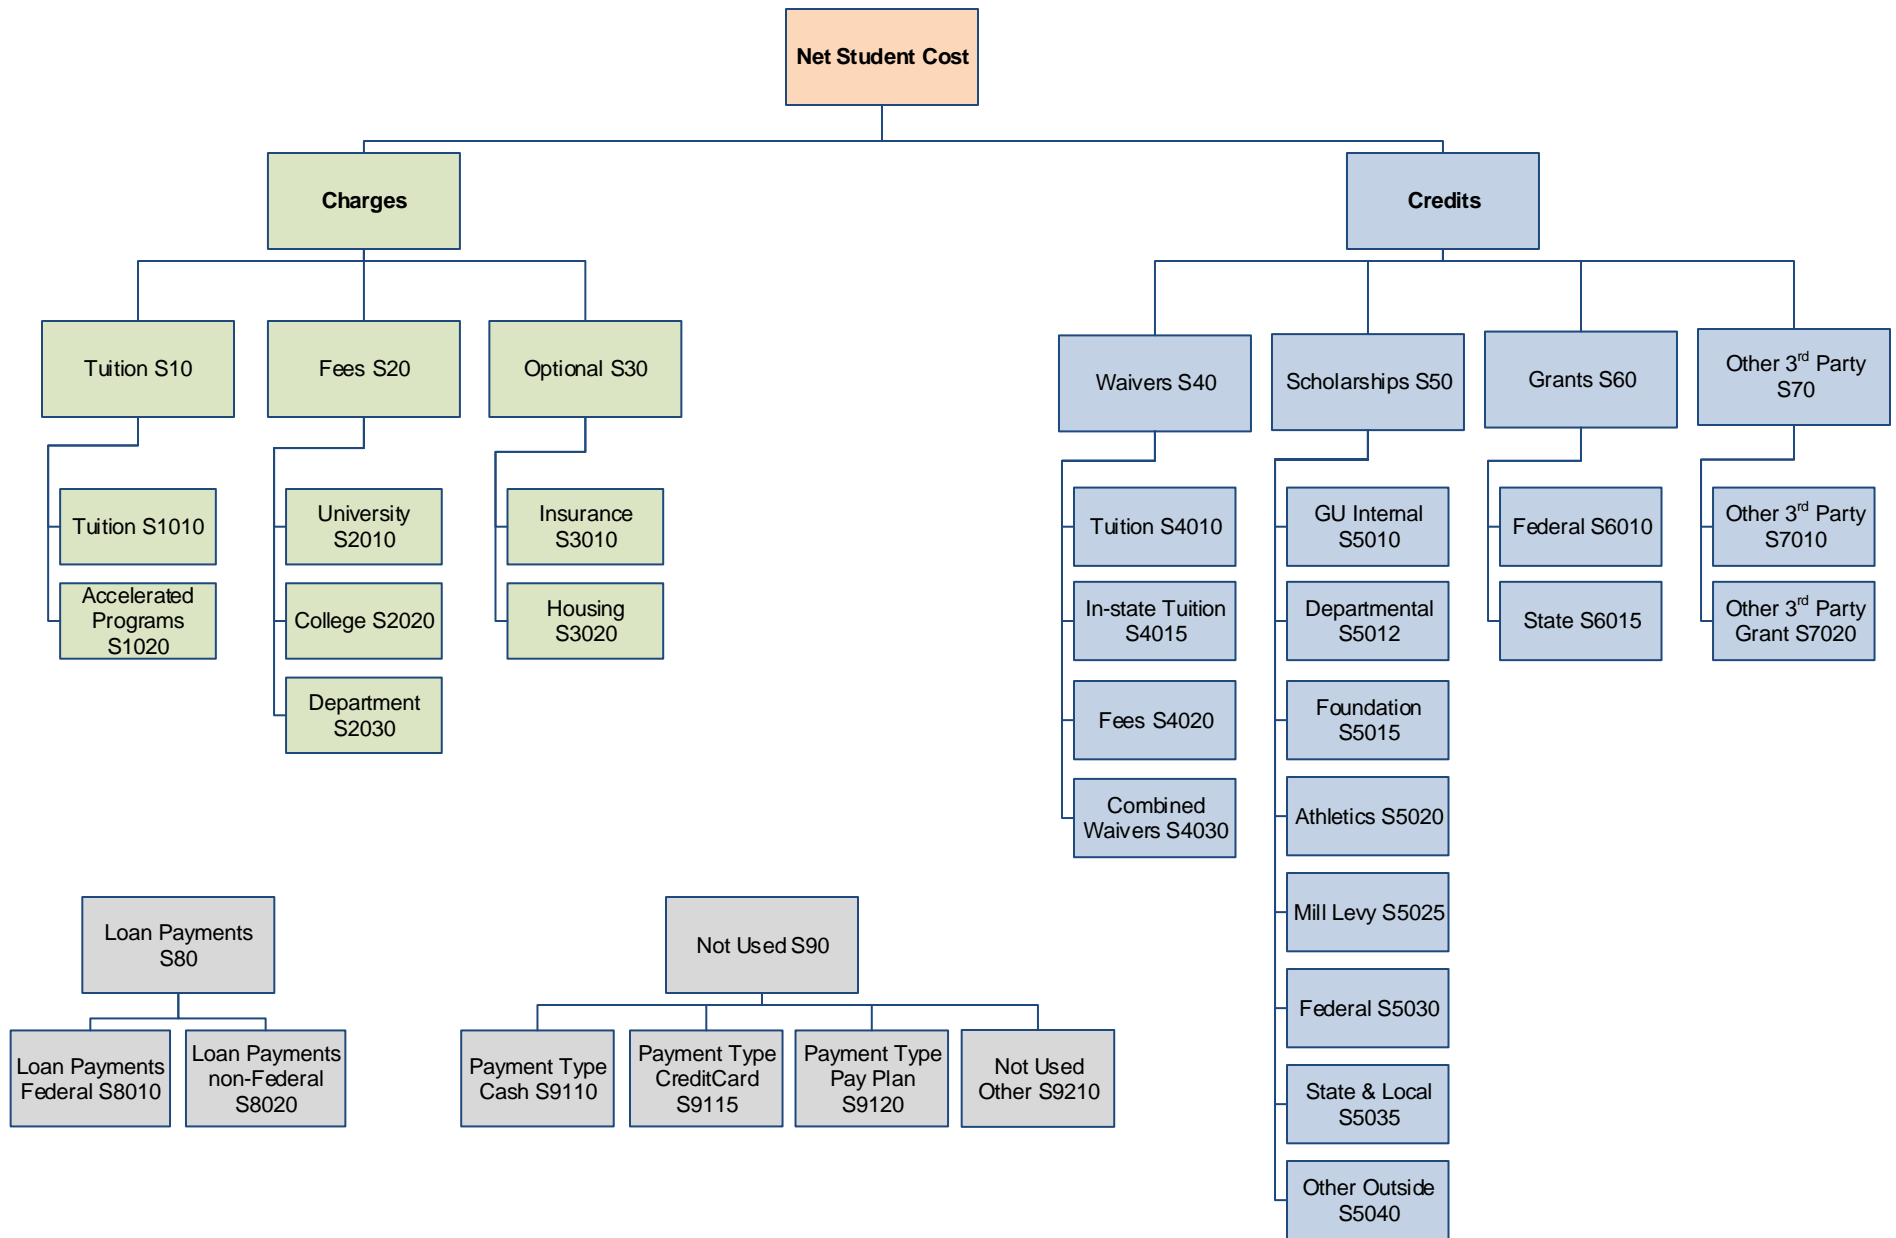 Net Student Cost
Charges
Credits
Tuition S10
Fees S20
Optional S30
Waivers S40
Scholarships S50
Grants S60
Other 3rd Party
S70
Tuition S1010
Accelerated
Programs
S1020
University
S2010
College S2020
Department
S2030
Insurance
S3010
Housing
S3020
Tuition S4010
In-state Tuition
S4015
Fees S4020
Combined
Waivers S4030
GU Internal
S5010
Departmental
S5012
Foundation
S5015
Athletics S5020
Mill Levy S5025
Federal S5030
State & Local
S5035
Other Outside
S5040
Federal S6010
State S6015
Other 3rd Party
S7010
Other 3rd Party
Grant S7020
Loan Payments
S80
Loan Payments
Federal S8010
Loan Payments
non-Federal
S8020
Not Used S90
Payment Type
Cash S9110
Payment Type
CreditCard
S9115
Payment Type
Pay Plan
S9120
Not Used
Other S9210